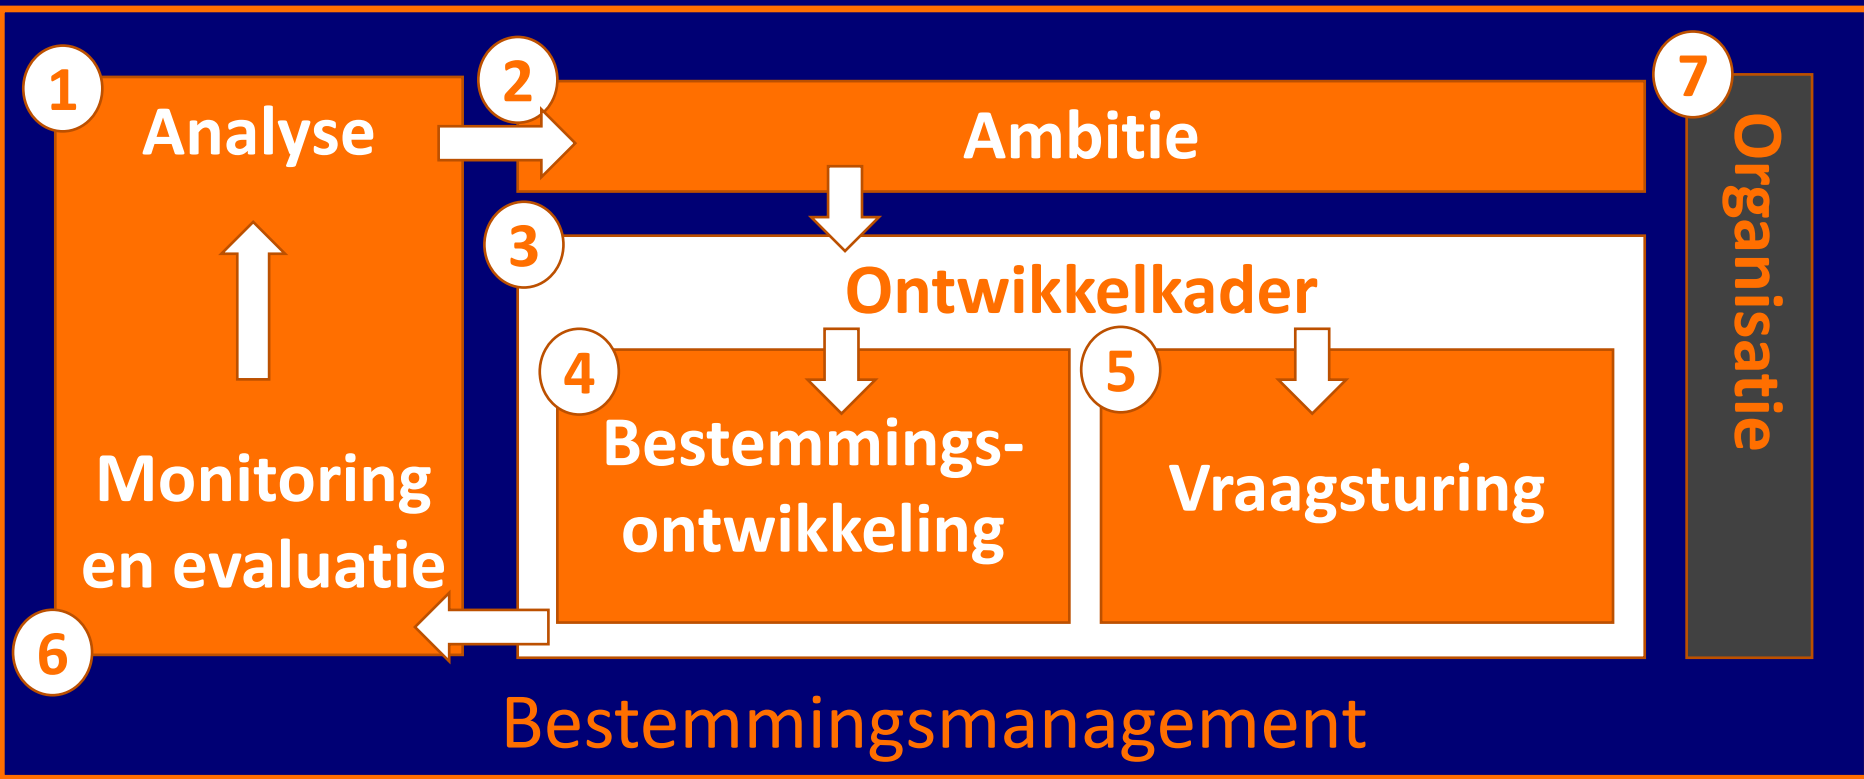 1
Analyse
2
Ambitie
3
Ontwikkelkader
4
Bestemmings-
ontwikkeling
5
Vraagsturing
Monitoring
en evaluatie
6
7
Organisatie
Bestemmingsmanagement